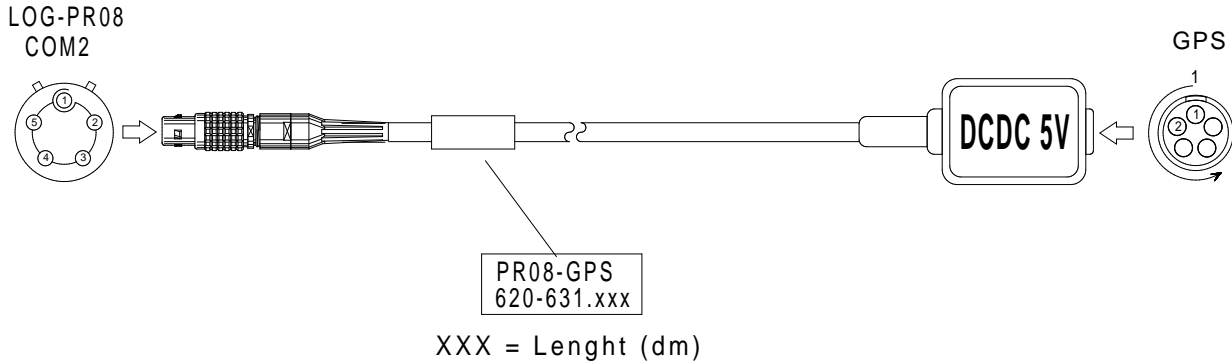 LOG-PR08
COM2
1
5
2
4
3
DCDC 5V
GPS
1
1
2
PR08-GPS
620-631.xxx
XXX = Lenght (dm)